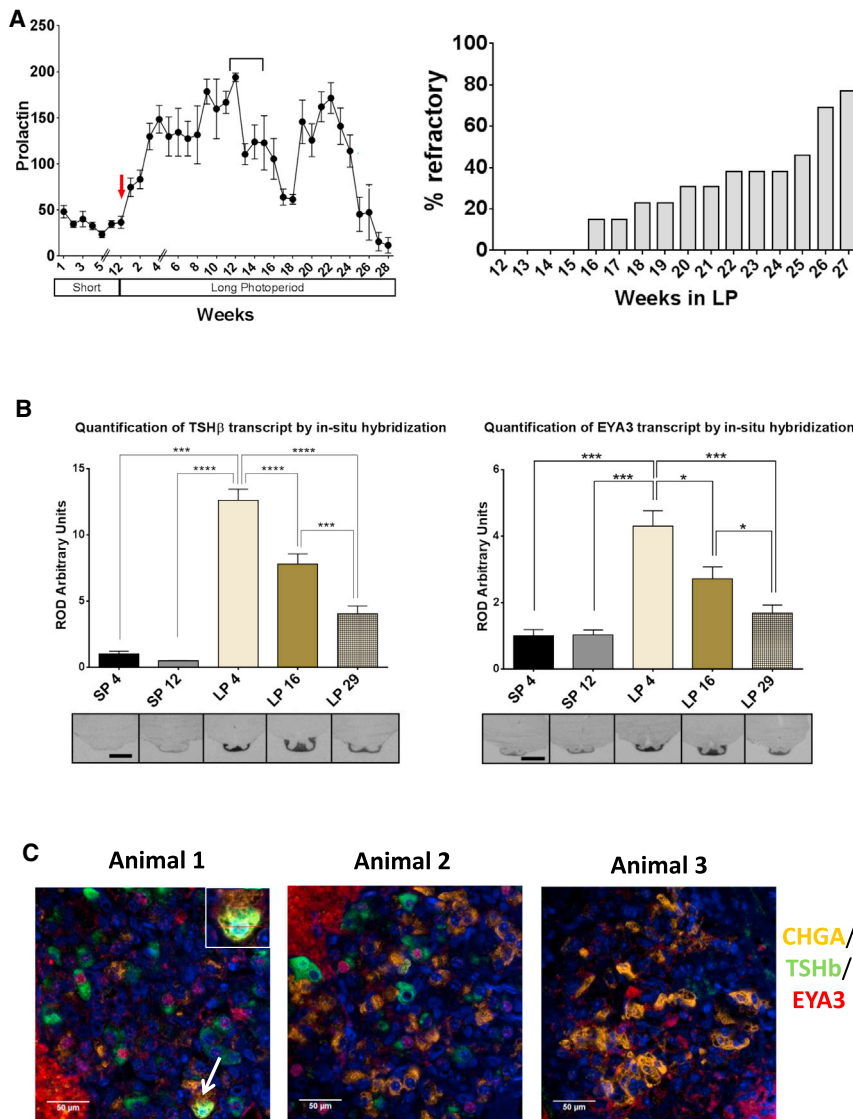 A
250
200
150
100
50
0
Prolactin
1
3
5
12
2
4
6
8
10
12
14
16
18
20
22
24
26
28
Short
Long Photoperiod
Weeks
100
80
60
40
20
0
% refractory
12
13
14
15
16
17
18
19
20
21
22
23
24
25
26
27
Weeks in LP
B
Quantification of TSHβ transcript by in-situ hybridization
15
10
5
0
ROD Arbitrary Units
*** ****
**** ****
***
SP 4
SP 12
LP 4
LP 16
LP 29
Quantification of EYA3 transcript by in-situ hybridization
6
4
2
0
ROD Arbitrary Units
*** ***
*** *
*
SP 4
SP 12
LP 4
LP 16
LP 29
C
Animal 1
Animal 2
Animal 3
50 µm
50 µm
50 µm
CHGA/
TSHb/
EYA3